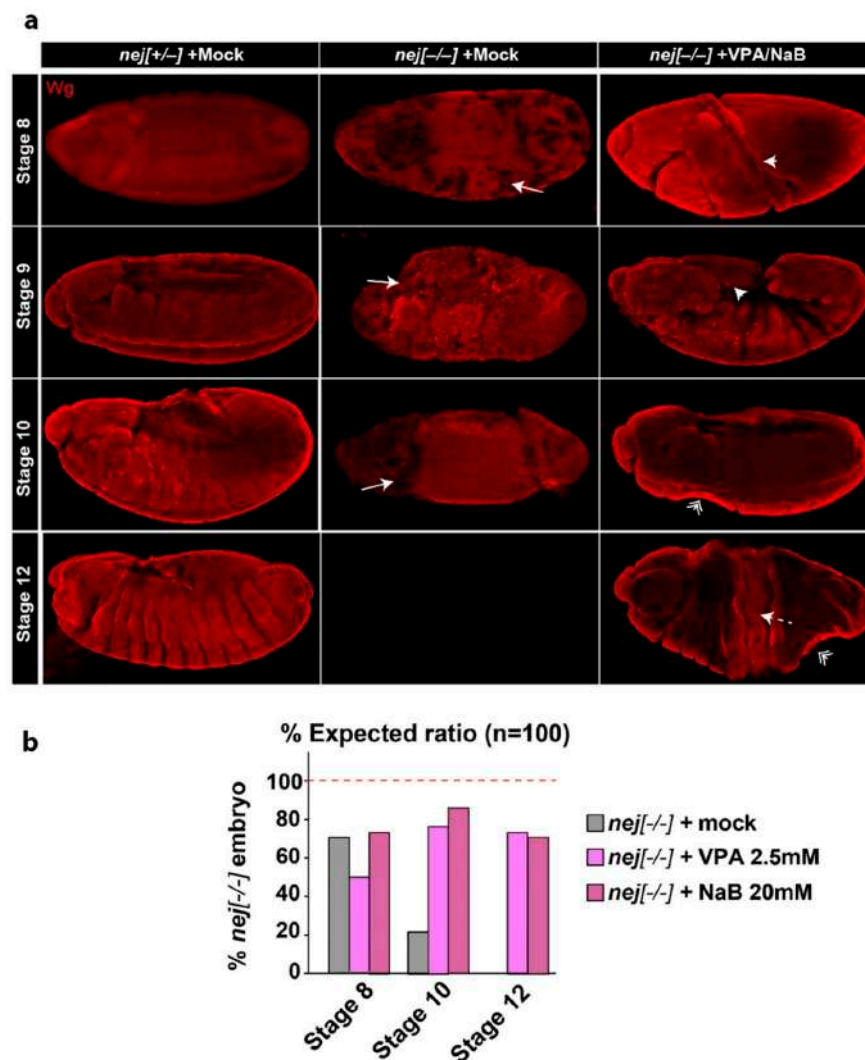 a
nej[+/–] +Mock
nej[–/–] +Mock
nej[–/–] +VPA/NaB
Wg
Stage 8
Stage 9
Stage 10
Stage 12
b
% Expected ratio (n=100)
% nej[-/-] embryo
100
80
60
40
20
0
Stage 8
Stage 10
Stage 12
nej[-/-] + mock
nej[-/-] + VPA 2.5mM
nej[-/-] + NaB 20mM